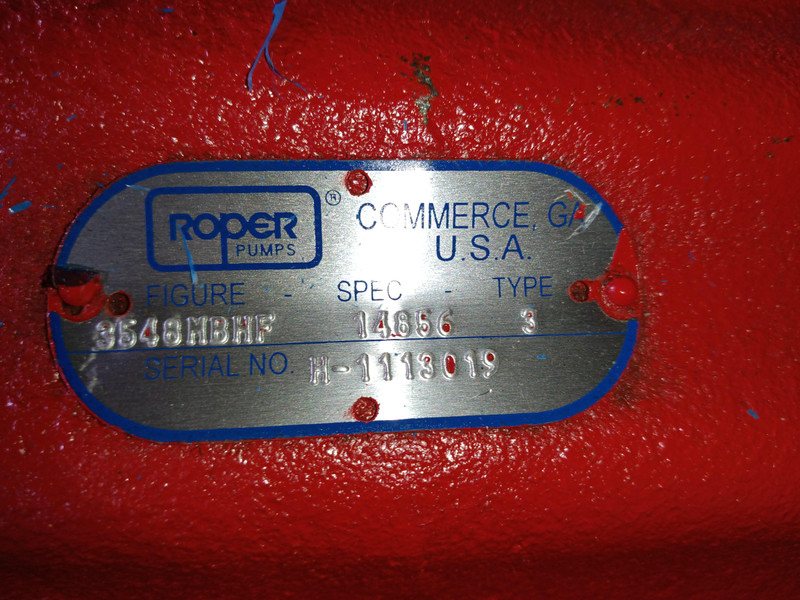 ROPER ®
PUMPS
COMMERCE, GA
U.S.A.
FIGURE - SPEC - TYPE
3548MBHF 14856 3
SERIAL NO. H-1113019